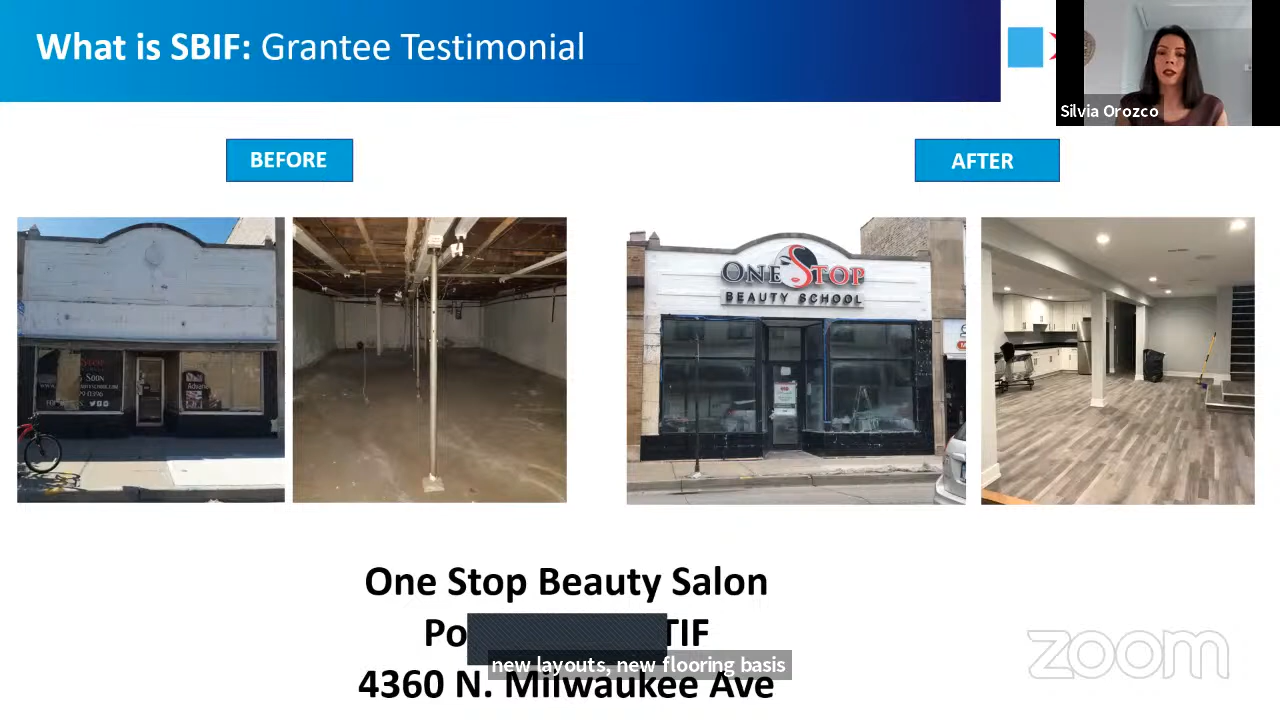 What is SBIF: Grantee Testimonial
Silvia Orozco
BEFORE
AFTER
SOON
ONE STOP
BEAUTY SCHOOL
One Stop Beauty Salon
TIF
new layouts, new flooring basis
4360 N. Milwaukee Ave
zoom